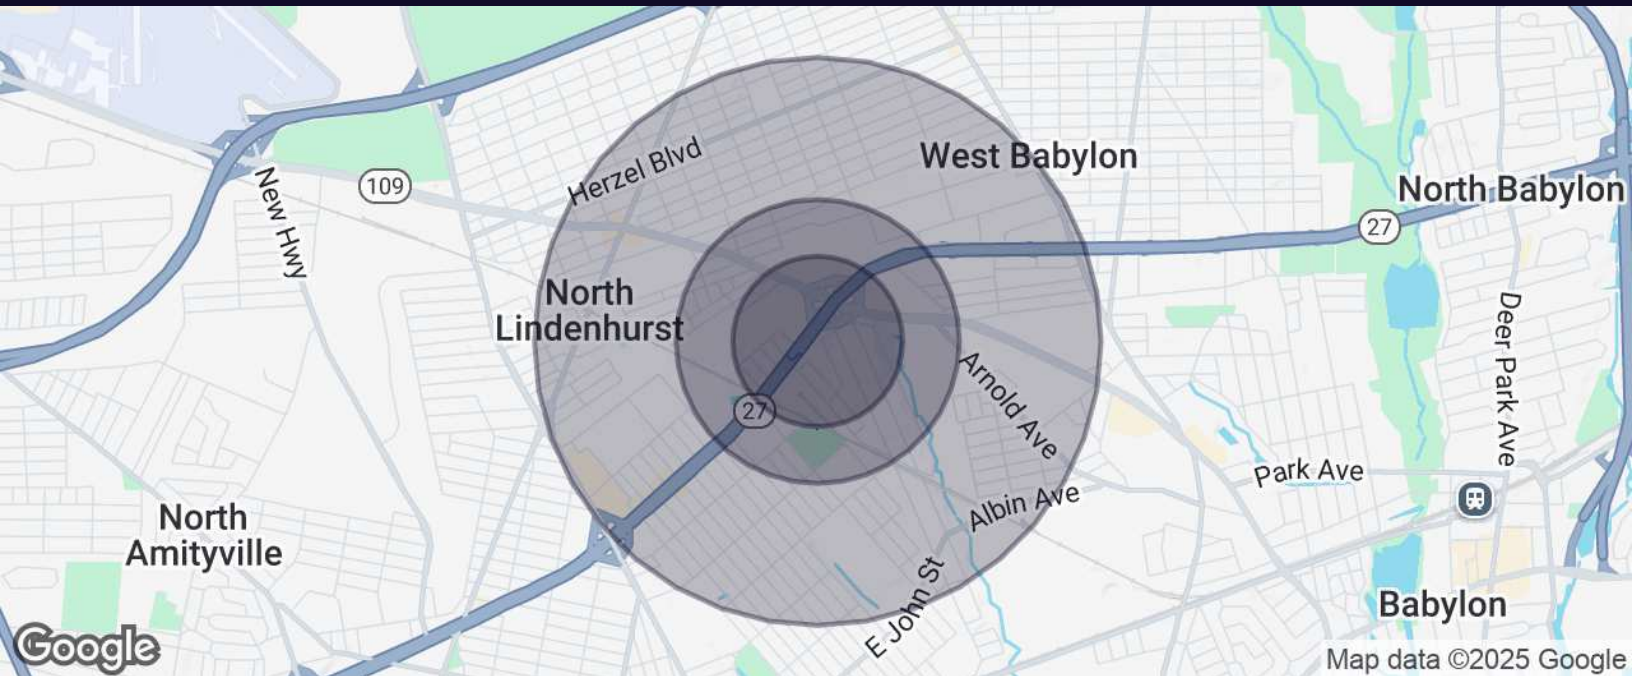 Herzel Blvd
West Babylon
North Babylon
109
New Hwy
27
North
Lindenhurst
Deer Park Ave
Arnold Ave
27
Park Ave
Albin Ave
North
Amityville
E John St
Babylon
Google
Map data ©2025 Google